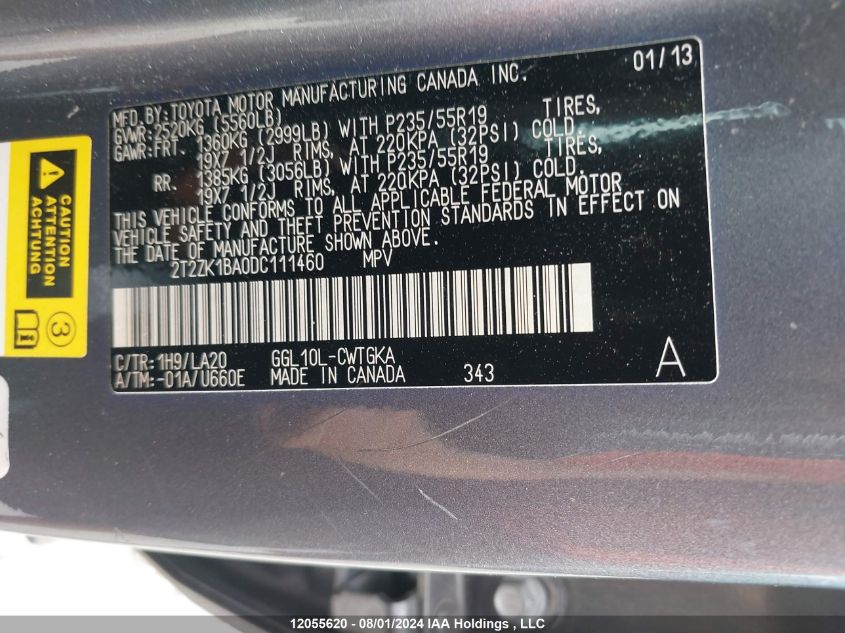 01/13
MFD.BY:TOYOTA MOTOR MANUFACTURING CANADA INC.
GVWR:2520KG (5560LB)
GAWR:FRT. 1360KG (2999LB) WITH P235/55R19 TIRES,
19X7 1/2J RIMS, AT 220KPA (32PSI) COLD.
RR. 1385KG (3056LB) WITH P235/55R19 TIRES,
19X7 1/2J RIMS, AT 220KPA (32PSI) COLD.
THIS VEHICLE CONFORMS TO ALL APPLICABLE FEDERAL MOTOR
VEHICLE SAFETY AND THEFT PREVENTION STANDARDS IN EFFECT ON
THE DATE OF MANUFACTURE SHOWN ABOVE.
2T2ZK1BA0DC111460 MPV
C/TR:1H9/LA20 GGL10L-CWTGKA
A/TM:-01A/U660E MADE IN CANADA 343
A
CAUTION
ATTENTION
ACHTUNG
3
12055620 - 08/01/2024 IAA Holdings , LLC